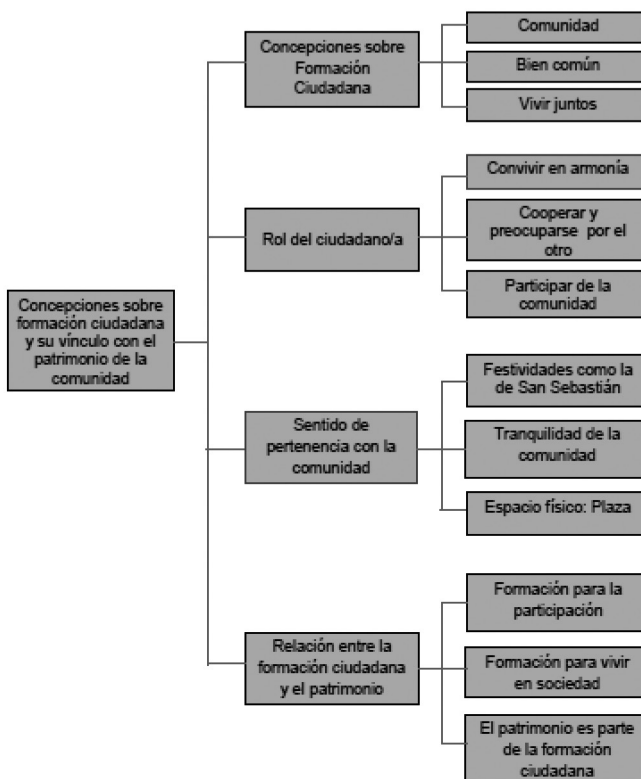 Concepciones sobre
formación ciudadana
y su vínculo con el
patrimonio de la
comunidad
Concepciones sobre
Formación
Ciudadana
Comunidad
Bien común
Vivir juntos
Rol del ciudadano/a
Convivir en armonía
Cooperar y
preocuparse por el
otro
Participar de la
comunidad
Sentido de
pertenencia con la
comunidad
Festividades como la
de San Sebastián
Tranquilidad de la
comunidad
Espacio físico: Plaza
Relación entre la
formación ciudadana
y el patrimonio
Formación para la
participación
Formación para vivir
en sociedad
El patrimonio es parte
de la formación
ciudadana